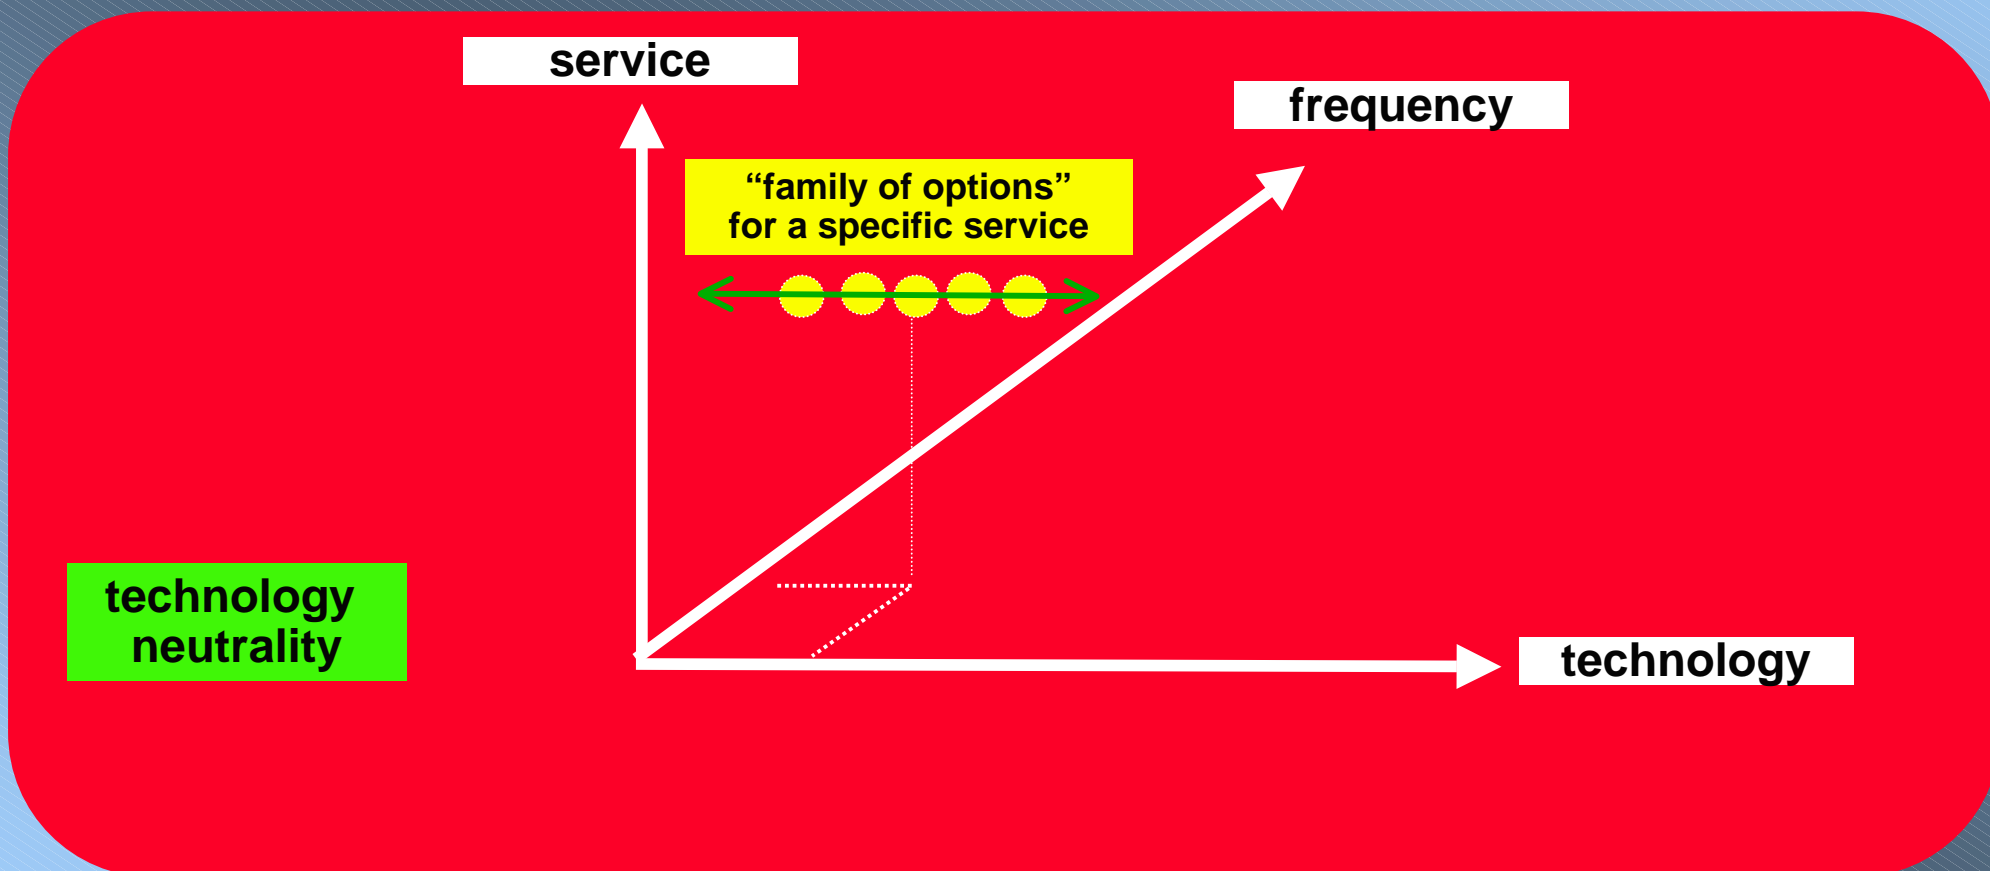 service
frequency
“family of options”
for a specific service
technology
neutrality
technology